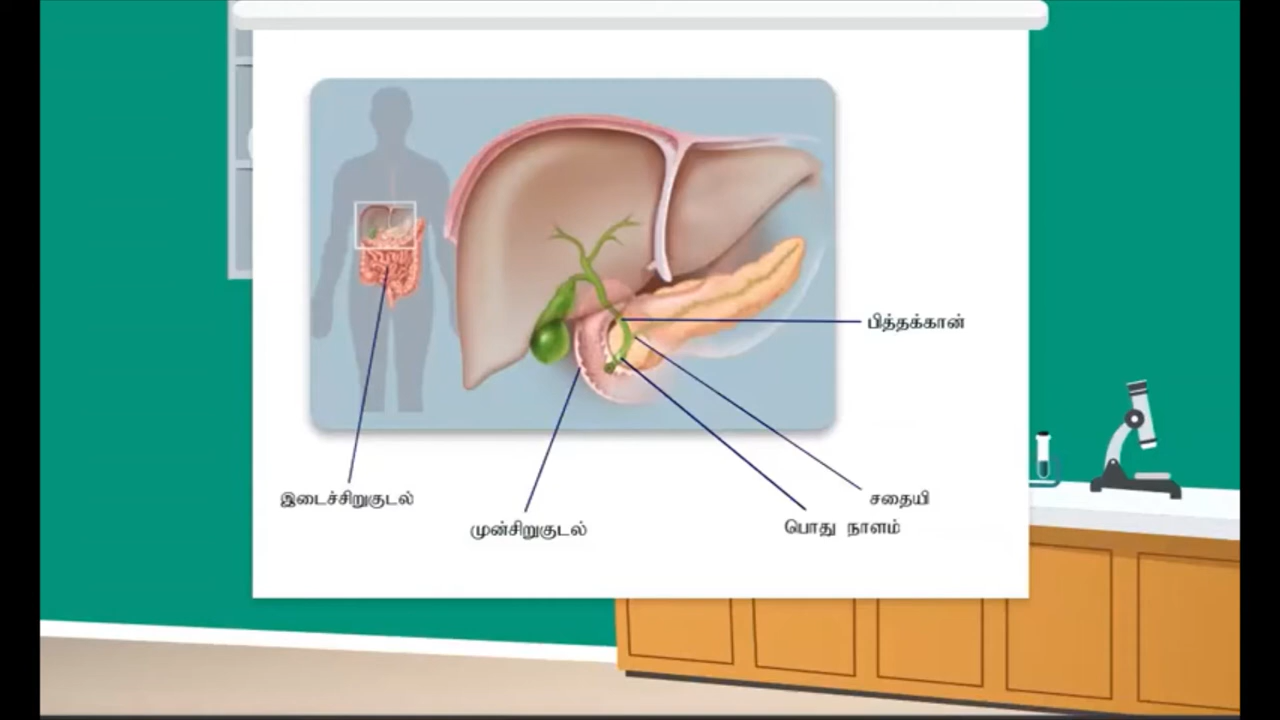 பித்தக்கான்
இடைச்சிறுகுடல்
சதையி
முன்சிறுகுடல்
பொது நாளம்